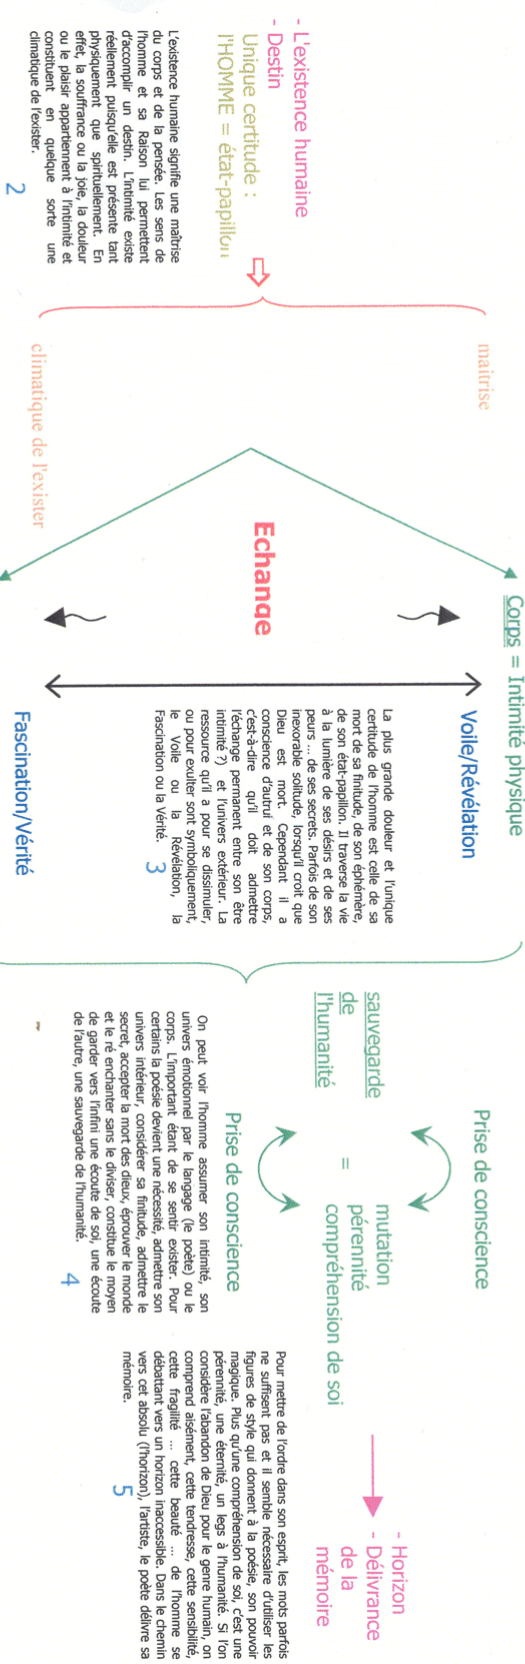 - L'existence humaine
- Destin
Unique certitude :
l'HOMME = état-papillon
L'existence humaine signifie une maîtrise
du corps et de la pensée. Les sens de
l'homme et sa Raison lui permettent
d'accomplir un destin. L'intimité existe
réelement puisqu'elle est présente tant
physiquement que spirituellement. En
effet, la souffrance ou la joie, la douleur
ou le plaisir appartiennent à l'intimité et
constituent en quelque sorte une
climatique de l'exister.
2
maîtrise
climatique de l'exister
Echange
Corps = Intimité physique
Voile/Révélation
La plus grande douleur et l'unique
certitude de l'homme est celle de sa
mort de sa finitude, de son éphémère,
de son état-papillon. Il traverse la vie
à la lumière de ses désirs et de ses
peurs ... de ses secrets. Parfois de son
inexorable solitude, lorsqu'il croit que
Dieu est mort. Cependant il a
conscience d'autrui et de son corps,
c'est-à-dire qu'il doit admettre
l'échange permanent entre son être
intimité ?) et l'univers extérieur. La
ressource qu'il a pour se dissimuler,
ou pour exulter sont symboliquement,
le Voile ou la Révélation, la
Fascination ou la Vérité.
3
Fascination/Vérité
Prise de conscience
sauvegarde
de
l'humanité
=
mutation
pérennité
compréhension de soi
Prise de conscience
On peut voir l'homme assumer son intimité, son
univers émotionnel par le langage (le poète) ou le
corps. L'important étant de se sentir exister. Pour
certains la poésie devient une nécessité, admettre son
univers intérieur, considérer sa finitude, admettre le
secret, accepter la mort des dieux, éprouver le monde
et le ré enchanter sans le diviser, constitue le moyen
de garder vers l'infini une écoute de soi, une écoute
de l'autre, une sauvegarde de l'humanité.
4
- Horizon
- Délivrance
de la
mémoire
Pour mettre de l'ordre dans son esprit, les mots parfois
ne suffisent pas et il semble nécessaire d'utiliser les
figures de style qui donnent à la poésie, son pouvoir
magique. Plus qu'une compréhension de soi, c'est une
pérennité, une éternité, un legs à l'humanité. Si l'on
considère l'abandon de Dieu pour le genre humain, on
comprend aisément, cette tendresse, cette sensibilité,
cette fragilité ... cette beauté ... de l'homme se
débattant vers un horizon inaccessible. Dans le chemin
vers cet absolu (l'horizon), l'artiste, le poète délivre sa
mémoire.
5